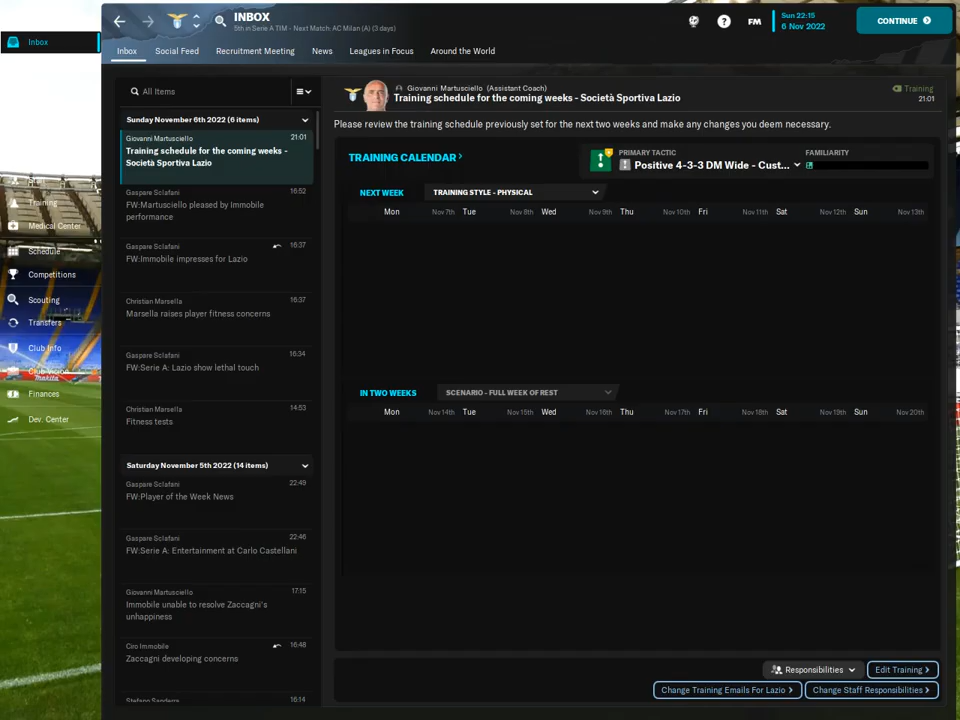 INBOX
5th in Serie A TIM - Next Match: AC Milan (A) (3 days)
FM
Sun 22:15
6 Nov 2022
CONTINUE
Inbox
Inbox
Social Feed
Recruitment Meeting
News
Leagues in Focus
Around the World
All Items
Sunday November 6th 2022 (6 items)
Giovanni Martusciello
21:01
Training schedule for the coming weeks -
Società Sportiva Lazio
Gaspare Sclafani
16:52
FW:Martusciello pleased by Immobile
performance
Gaspare Sclafani
16:37
FW:Immobile impresses for Lazio
Christian Marsella
16:37
Marsella raises player fitness concerns
Gaspare Sclafani
16:34
FW:Serie A: Lazio show lethal touch
Christian Marsella
14:53
Fitness tests
Saturday November 5th 2022 (14 items)
Gaspare Sclafani
22:49
FW:Player of the Week News
Gaspare Sclafani
22:46
FW:Serie A: Entertainment at Carlo Castellani
Giovanni Martusciello
17:15
Immobile unable to resolve Zaccagni's
unhappiness
Ciro Immobile
16:48
Zaccagni developing concerns
16:14
Training
Medical Center
Schedule
Competitions
Scouting
Transfers
Club Info
Club Vision
Finances
Dev. Center
Giovanni Martusciello (Assistant Coach)
Training schedule for the coming weeks - Società Sportiva Lazio
Training
21:01
Please review the training schedule previously set for the next two weeks and make any changes you deem necessary.
TRAINING CALENDAR
PRIMARY TACTIC
Positive 4-3-3 DM Wide - Cust...
FAMILIARITY
NEXT WEEK
TRAINING STYLE - PHYSICAL
Mon Nov 7th Tue Nov 8th Wed Nov 9th Thu Nov 10th Fri Nov 11th Sat Nov 12th Sun Nov 13th
IN TWO WEEKS
SCENARIO - FULL WEEK OF REST
Mon Nov 14th Tue Nov 15th Wed Nov 16th Thu Nov 17th Fri Nov 18th Sat Nov 19th Sun Nov 20th
Responsibilities
Edit Training
Change Training Emails For Lazio
Change Staff Responsibilities